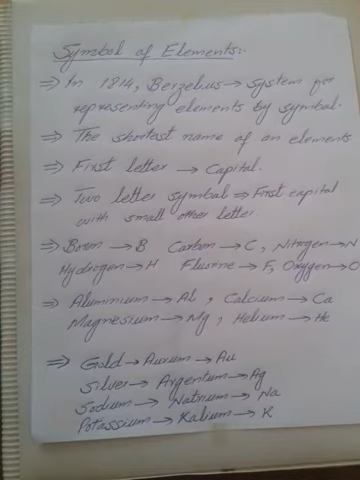 Symbol of Elements:-
⇒ In 1814, Berzelius → System for
representing elements by symbol.
⇒ The shortest name of an elements
⇒ First letter → Capital.
⇒ Two letter symbol ⇒ First capital
with small other letter
⇒ Boron → B Carbon → C, Nitrogen → N
Hydrogen → H Fluorine → F, Oxygen → O
⇒ Aluminium → Al, Calcium → Ca
Magnesium → Mg, Helium → He
⇒ Gold → Aurum → Au
Silver → Argentum → Ag
Sodium → Natrium → Na
Potassium → Kalium → K